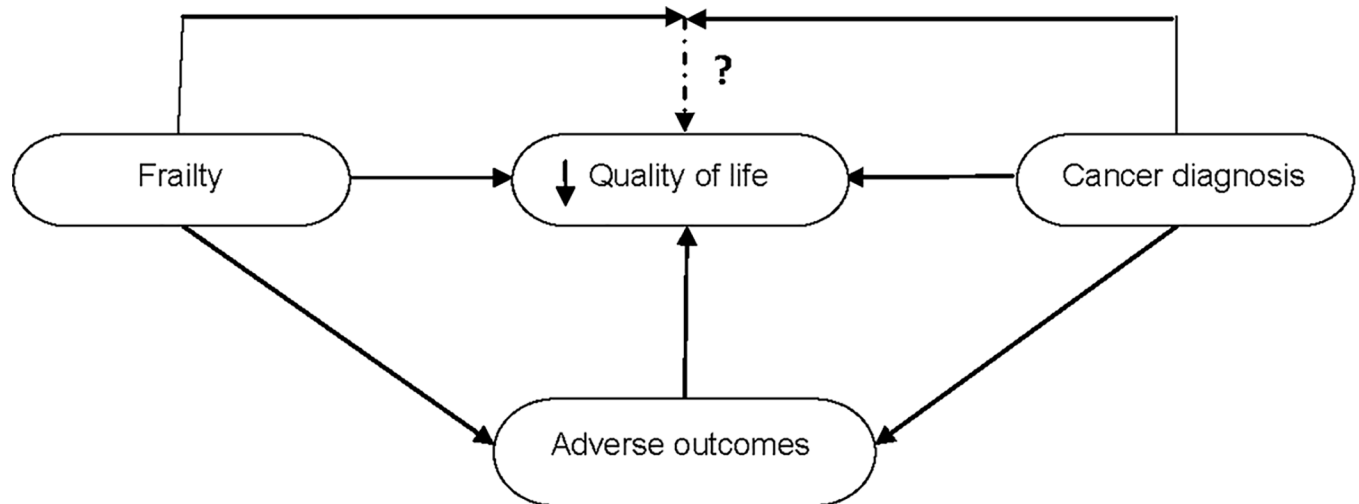 ?
Frailty
↓ Quality of life
Cancer diagnosis
Adverse outcomes